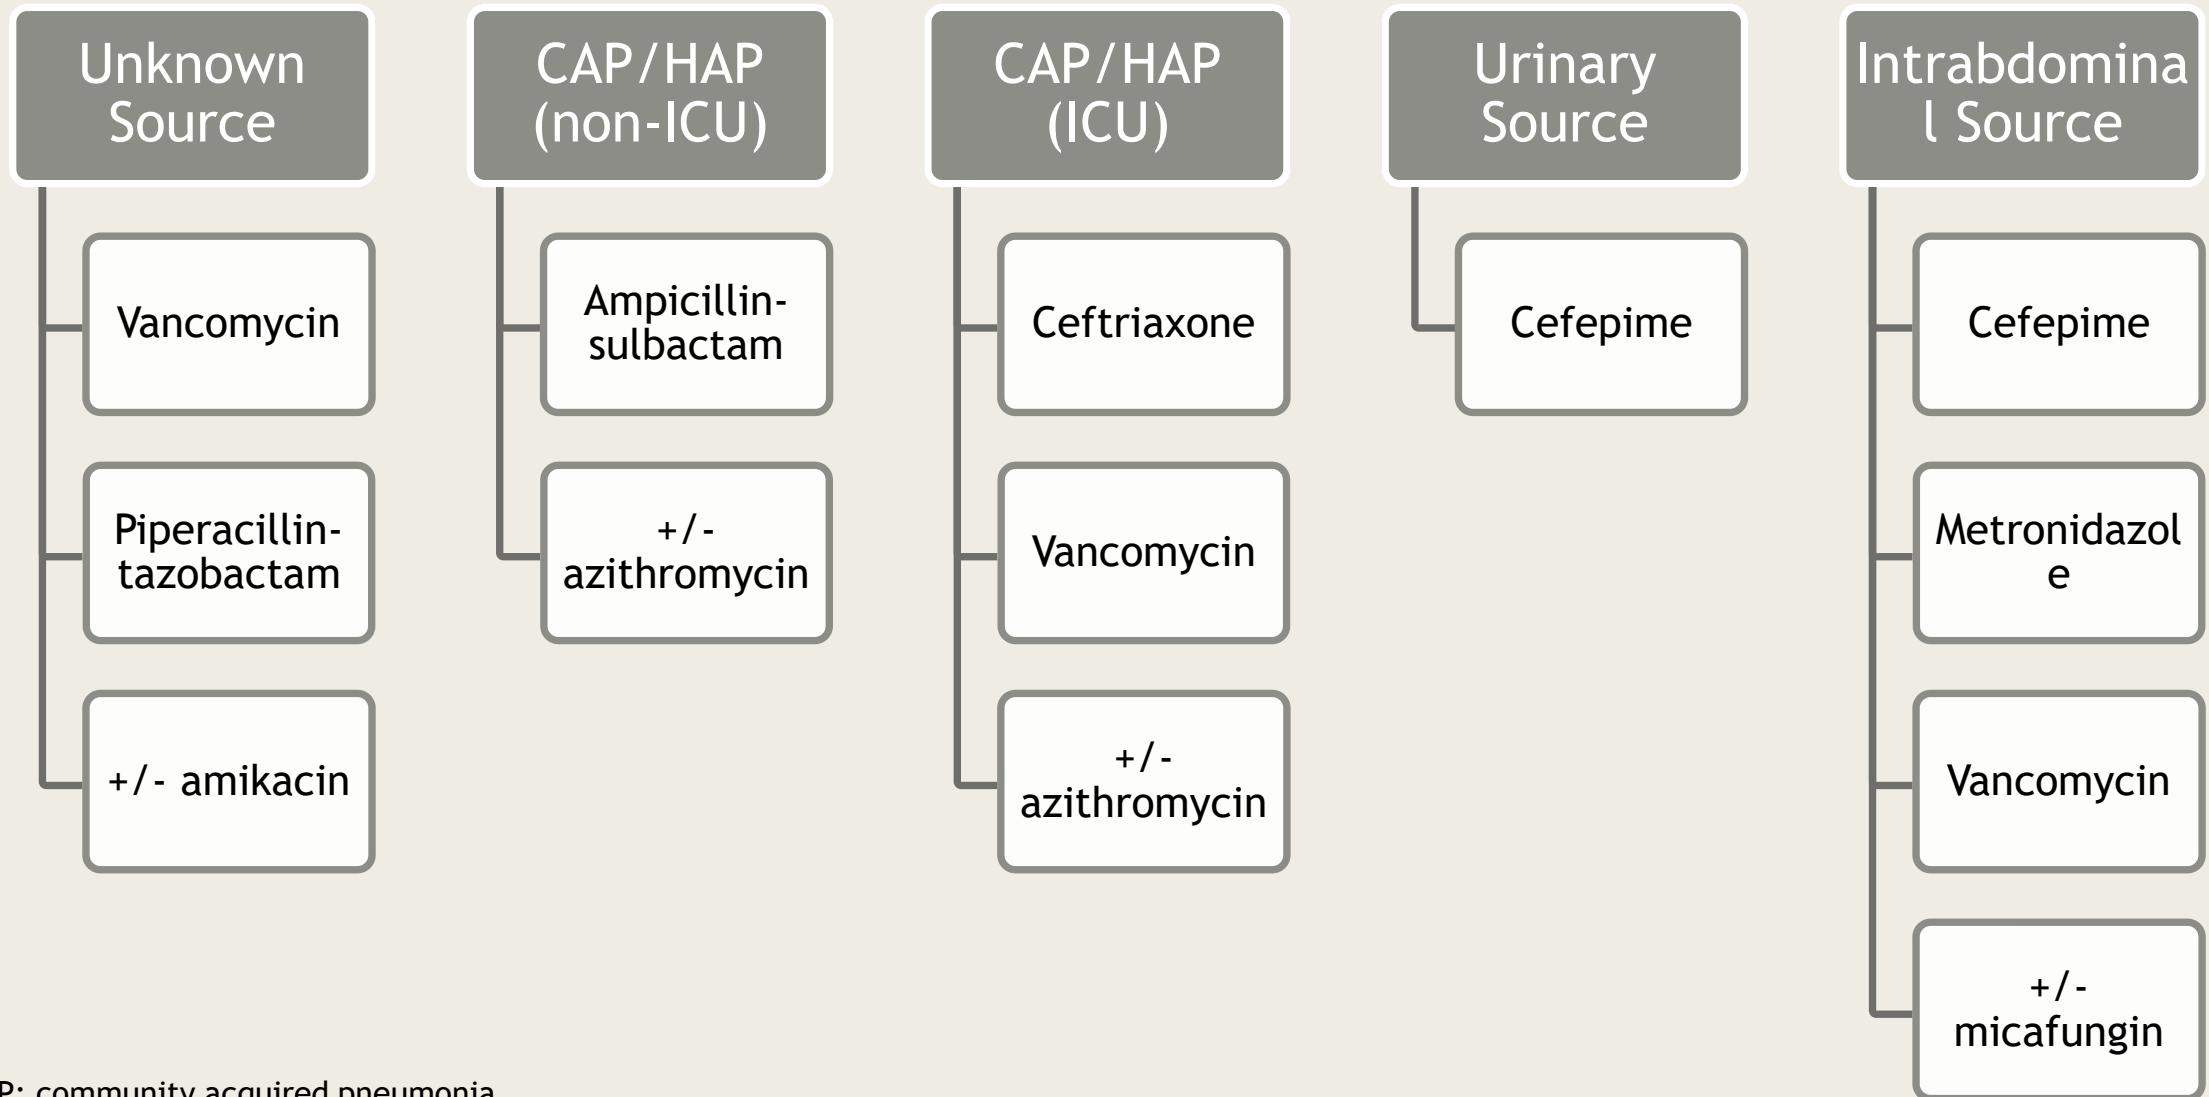 Unknown
Source
Vancomycin
Piperacillin-
tazobactam
+/- amikacin
CAP/HAP
(non-ICU)
Ampicillin-
sulbactam
+/-
azithromycin
CAP/HAP
(ICU)
Ceftriaxone
Vancomycin
+/-
azithromycin
Urinary
Source
Cefepime
Intrabdomina
l Source
Cefepime
Metronidazol
e
Vancomycin
+/-
micafungin
P: community acquired pneumonia